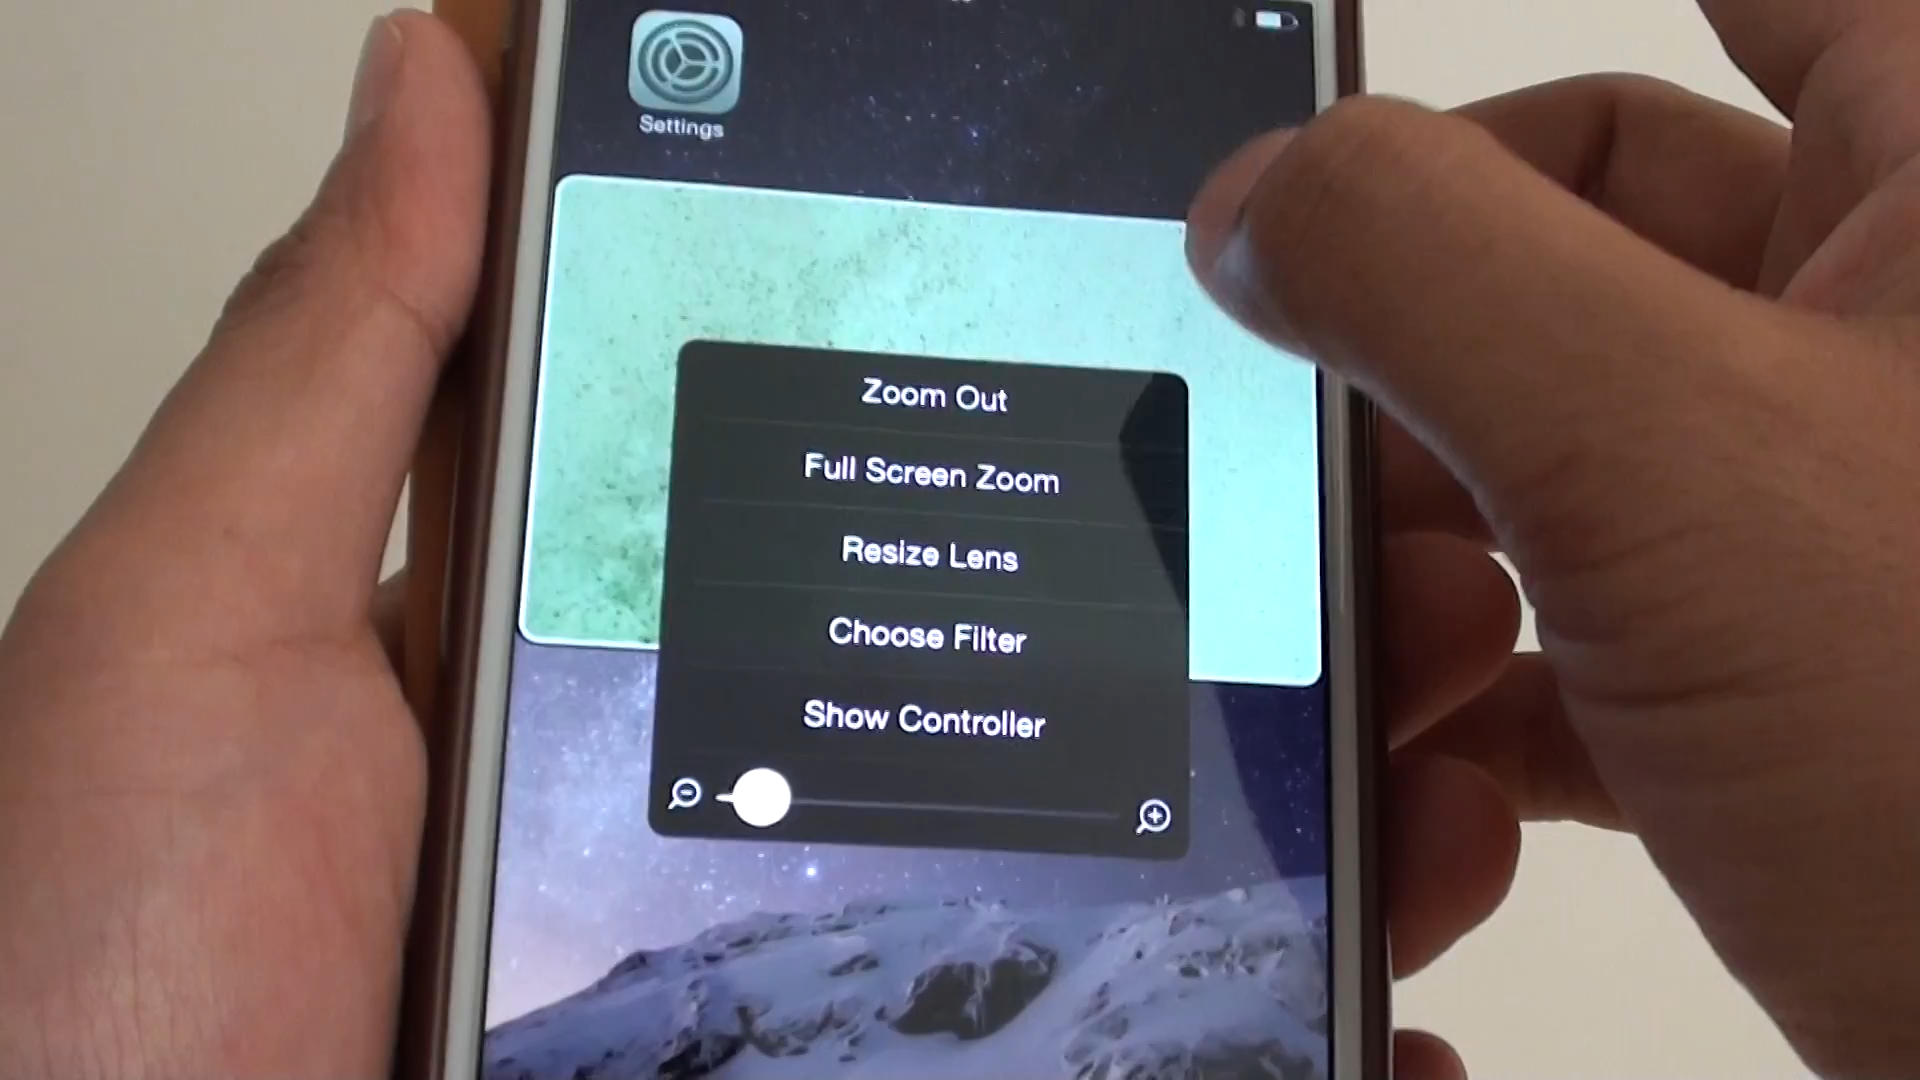 Settings
Zoom Out
Full Screen Zoom
Resize Lens
Choose Filter
Show Controller